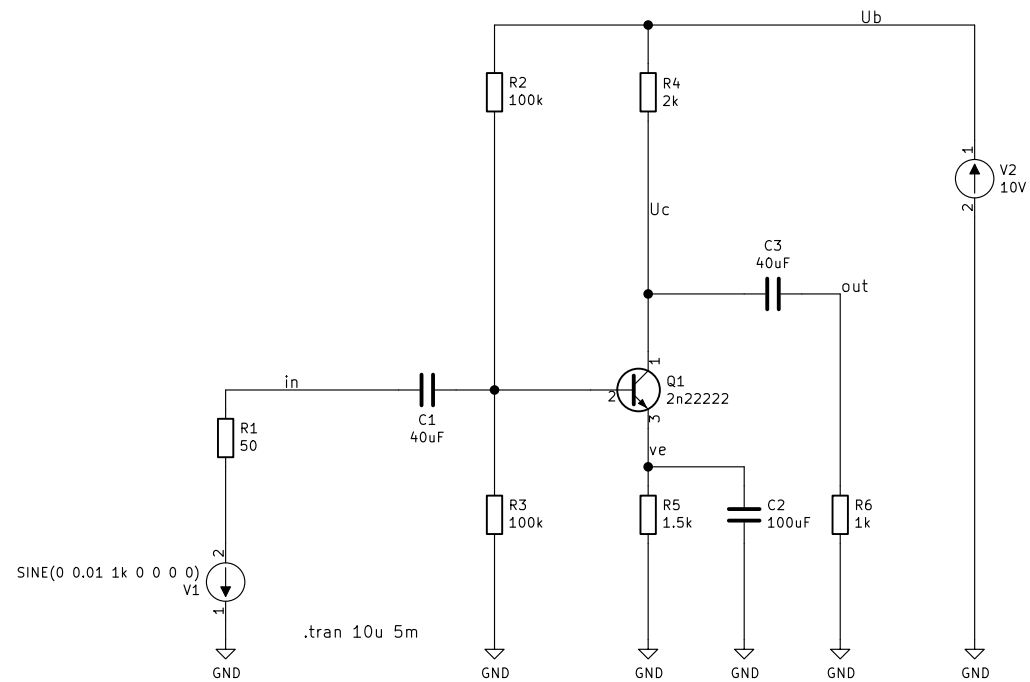 Ub
R2
100k
R4
2k
1
V2
10V
2
Uc
C3
40uF
out
in
1
Q1
2n22222
2
3
C1
40uF
R1
50
ve
R3
100k
R5
1.5k
C2
100uF
R6
1k
2
SINE(0 0.01 1k 0 0 0 0)
V1
1
.tran 10u 5m
GND
GND
GND
GND
GND
GND